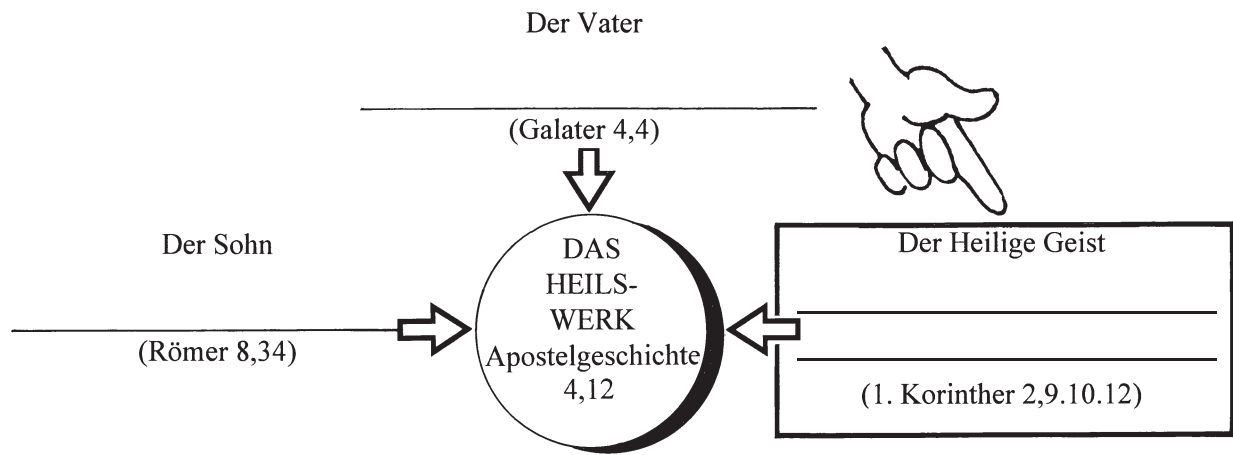 Der Vater
(Galater 4,4)
Der Sohn
(Römer 8,34)
DAS
HEILS-
WERK
Apostelgeschichte
4,12
Der Heilige Geist
(1. Korinther 2,9.10.12)